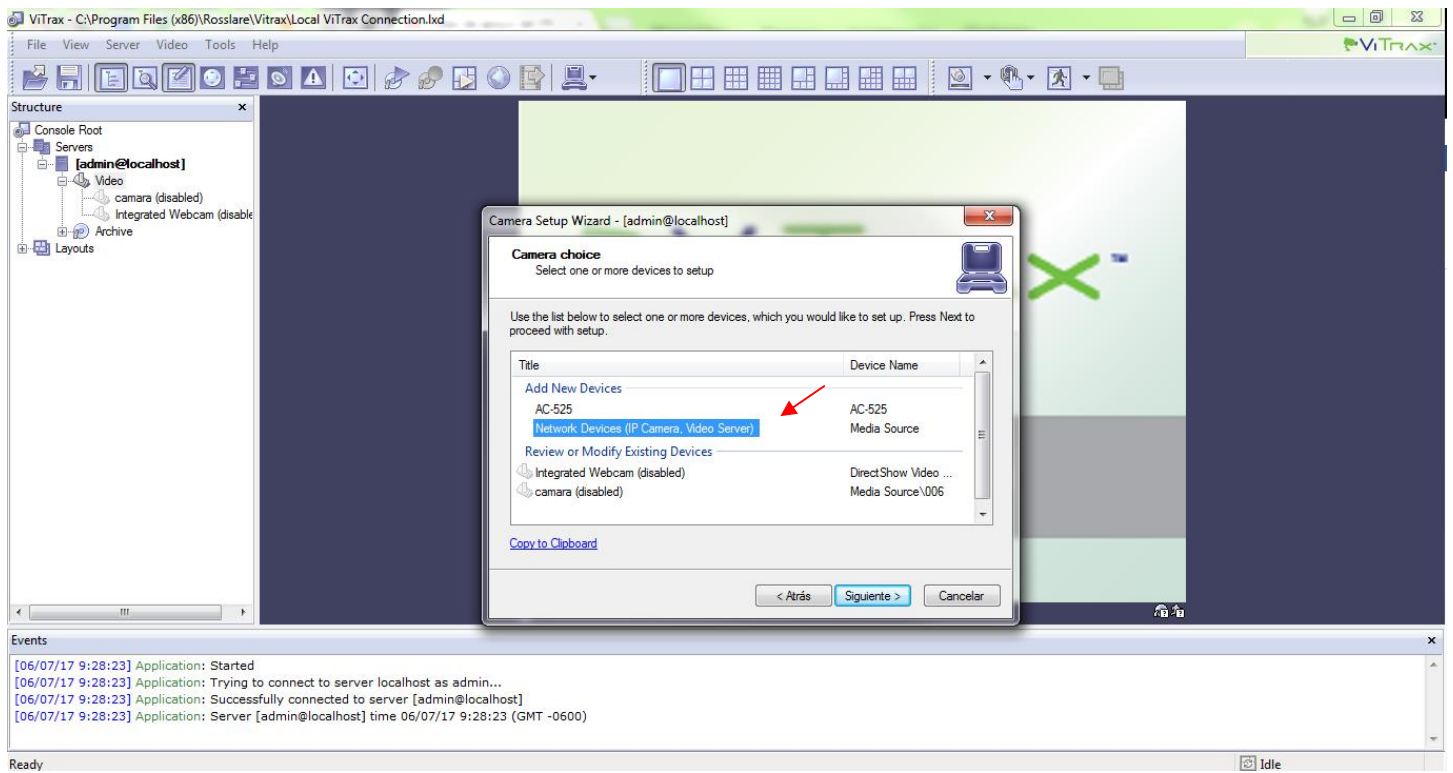 ViTrax - C:\Program Files (x86)\Rosslare\Vitrax\Local ViTrax Connection.lxd
File View Server Video Tools Help
ViTrax
Structure
Console Root
Servers
[admin@localhost]
Video
camara (disabled)
Integrated Webcam (disable
Archive
Layouts
Camera Setup Wizard - [admin@localhost]
Camera choice
Select one or more devices to setup
Use the list below to select one or more devices, which you would like to set up. Press Next to
proceed with setup.
Title Device Name
Add New Devices
AC-525 AC-525
Network Devices (IP Camera, Video Server) Media Source
Review or Modify Existing Devices
Integrated Webcam (disabled) DirectShow Video ...
camara (disabled) Media Source\006
Copy to Clipboard
< Atrás Siguiente > Cancelar
Events
[06/07/17 9:28:23] Application: Started
[06/07/17 9:28:23] Application: Trying to connect to server localhost as admin...
[06/07/17 9:28:23] Application: Successfully connected to server [admin@localhost]
[06/07/17 9:28:23] Application: Server [admin@localhost] time 06/07/17 9:28:23 (GMT -0600)
Ready Idle